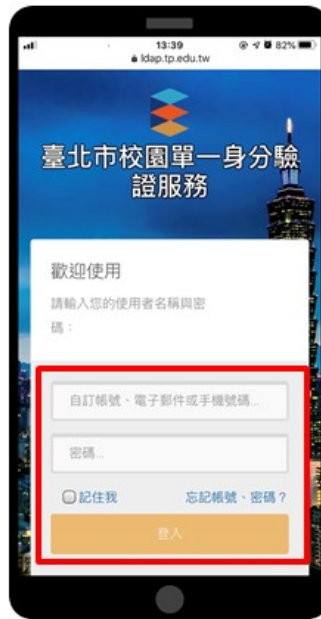 13:39
82%
ldap.tp.edu.tw
臺北市校園單一身分驗
證服務
歡迎使用
請輸入您的使用者名稱與密
碼：
自訂帳號、電子郵件或手機號碼...
密碼...
記住我
忘記帳號、密碼？
登入